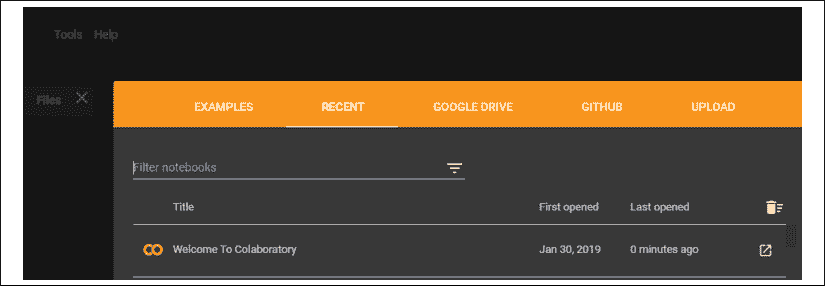 Tools Help
Files
EXAMPLES RECENT GOOGLE DRIVE GITHUB UPLOAD
Filter notebooks
Title First opened Last opened
Welcome To Colaboratory Jan 30, 2019 0 minutes ago